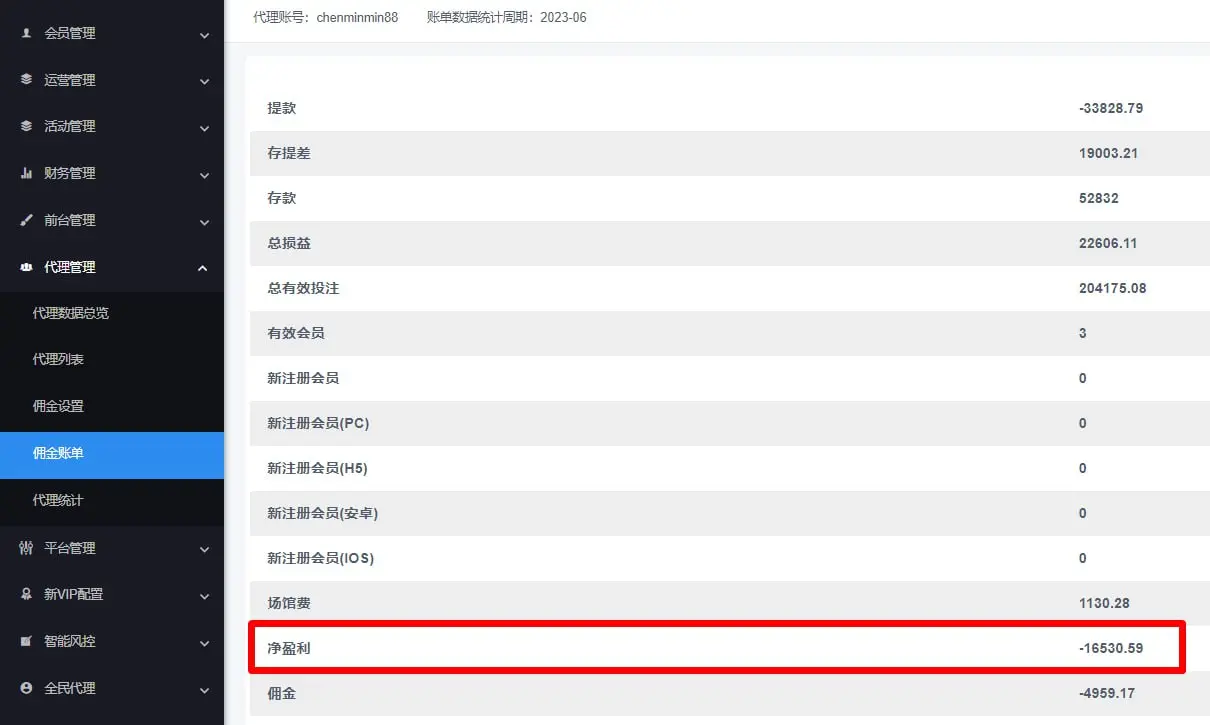 代理账号：chenminmin88 账单数据统计周期：2023-06
会员管理
运营管理
活动管理
财务管理
前台管理
代理管理
代理数据总览
代理列表
佣金设置
佣金账单
代理统计
平台管理
新VIP配置
智能风控
全民代理
提款 -33828.79
存提差 19003.21
存款 52832
总损益 22606.11
总有效投注 204175.08
有效会员 3
新注册会员 0
新注册会员(PC) 0
新注册会员(H5) 0
新注册会员(安卓) 0
新注册会员(IOS) 0
场馆费 1130.28
净盈利 -16530.59
佣金 -4959.17